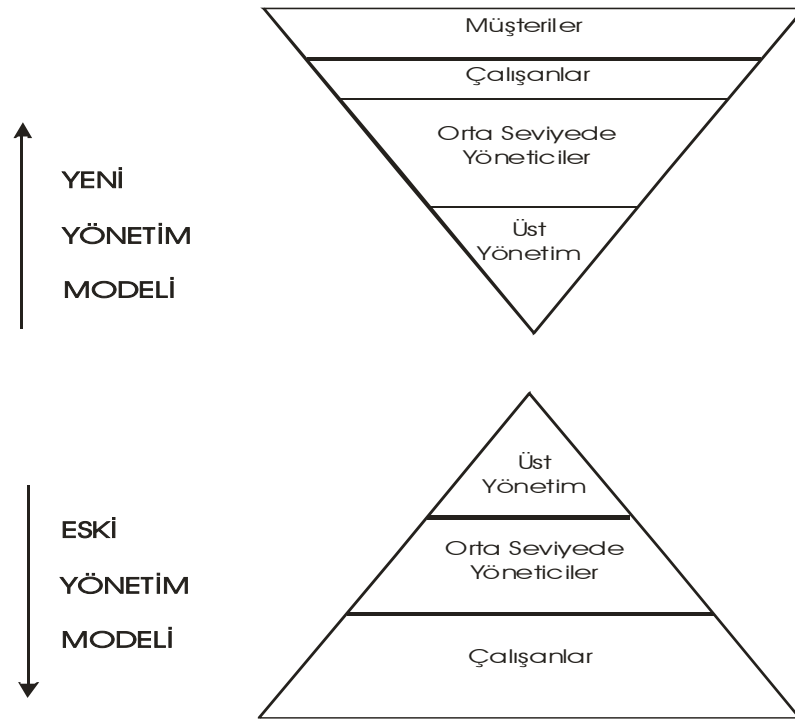 Müşteriler
Çalışanlar
Orta Seviyede
Yöneticiler
Üst
Yönetim
YENİ
YÖNETİM
MODELİ
Üst
Yönetim
Orta Seviyede
Yöneticiler
Çalışanlar
ESKİ
YÖNETİM
MODELİ